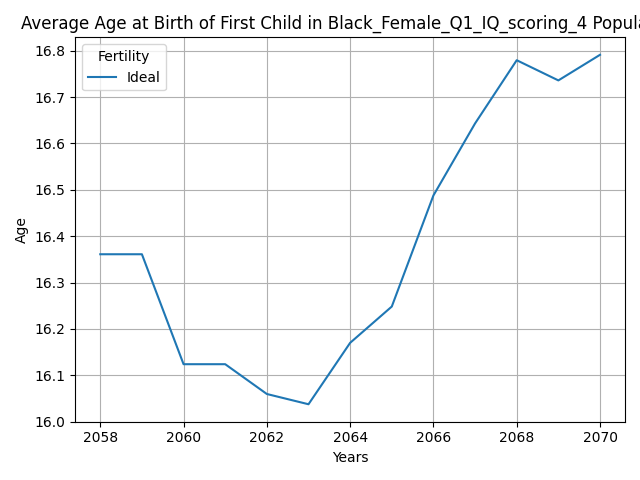 Average Age at Birth of First Child in Black_Female_Q1_IQ_scoring_4 Popula
Fertility
Ideal
16.8
16.7
16.6
16.5
16.4
16.3
16.2
16.1
16.0
Age
2058 2060 2062 2064 2066 2068 2070
Years